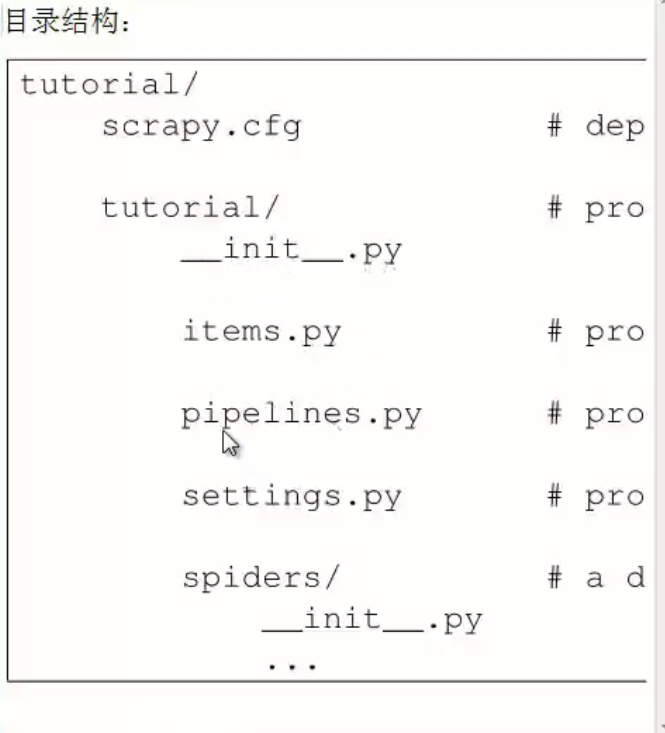 目录结构：
tutorial/
scrapy.cfg # dep
tutorial/ # pro
__init__.py
items.py # pro
pipelines.py # pro
settings.py # pro
spiders/ # a d
__init__.py
...